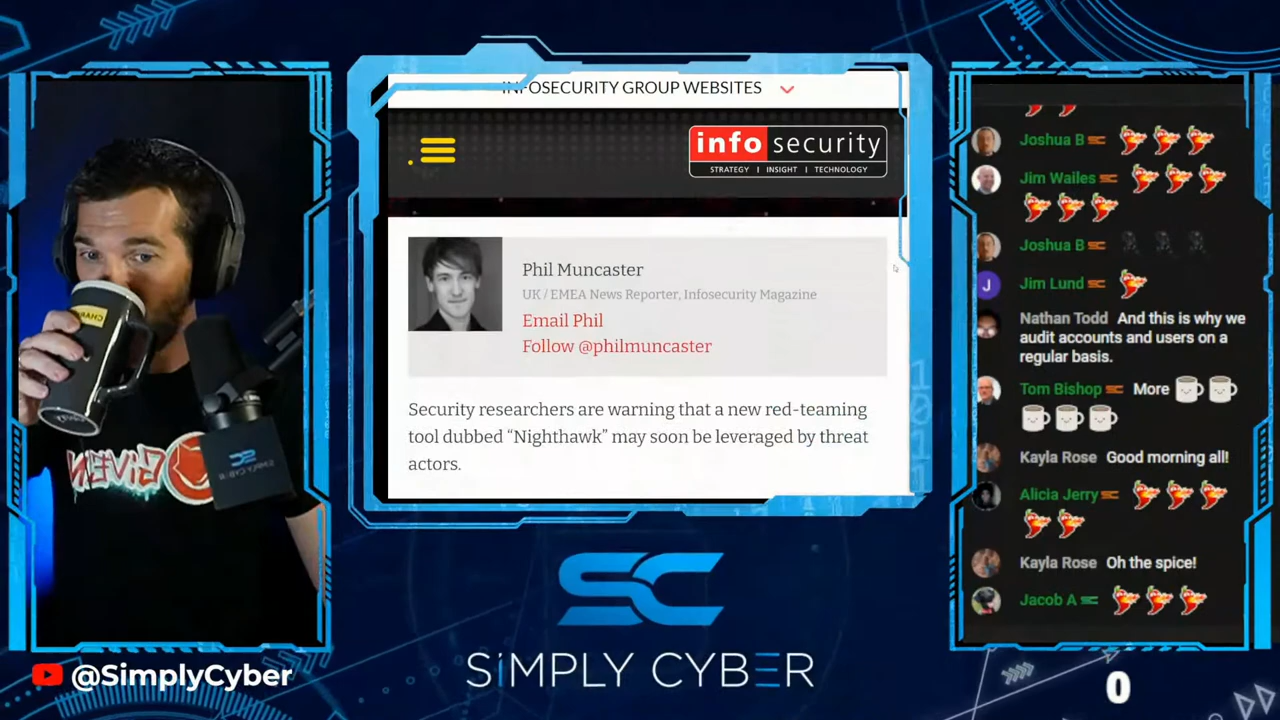 INFOSECURITY GROUP WEBSITES
info security
STRATEGY | INSIGHT | TECHNOLOGY
Phil Muncaster
UK / EMEA News Reporter, Infosecurity Magazine
Email Phil
Follow @philmuncaster
Security researchers are warning that a new red-teaming
tool dubbed “Nighthawk” may soon be leveraged by threat
actors.
Joshua B
Jim Wailes
Joshua B
J Jim Lund
Nathan Todd And this is why we
audit accounts and users on a
regular basis.
Tom Bishop More
Kayla Rose Good morning all!
Alicia Jerry
Kayla Rose Oh the spice!
Jacob A
SC
SIMPLY CYBER
@SimplyCyber
0